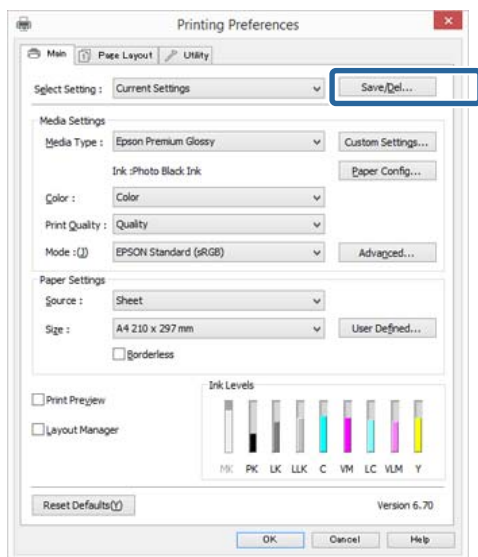 Printing Preferences
Main Page Layout Utility
Select Setting : Current Settings Save/Del...
Media Settings
Media Type : Epson Premium Glossy Custom Settings...
Ink :Photo Black Ink Paper Config...
Color : Color
Print Quality : Quality
Mode :(J) EPSON Standard (sRGB) Advanced...
Paper Settings
Source : Sheet
Size : A4 210 x 297 mm User Defined...
Borderless
Ink Levels
Print Preview
Layout Manager
MK PK LK LLK C VM LC VLM Y
Reset Defaults(Y) Version 6.70
OK Cancel Help